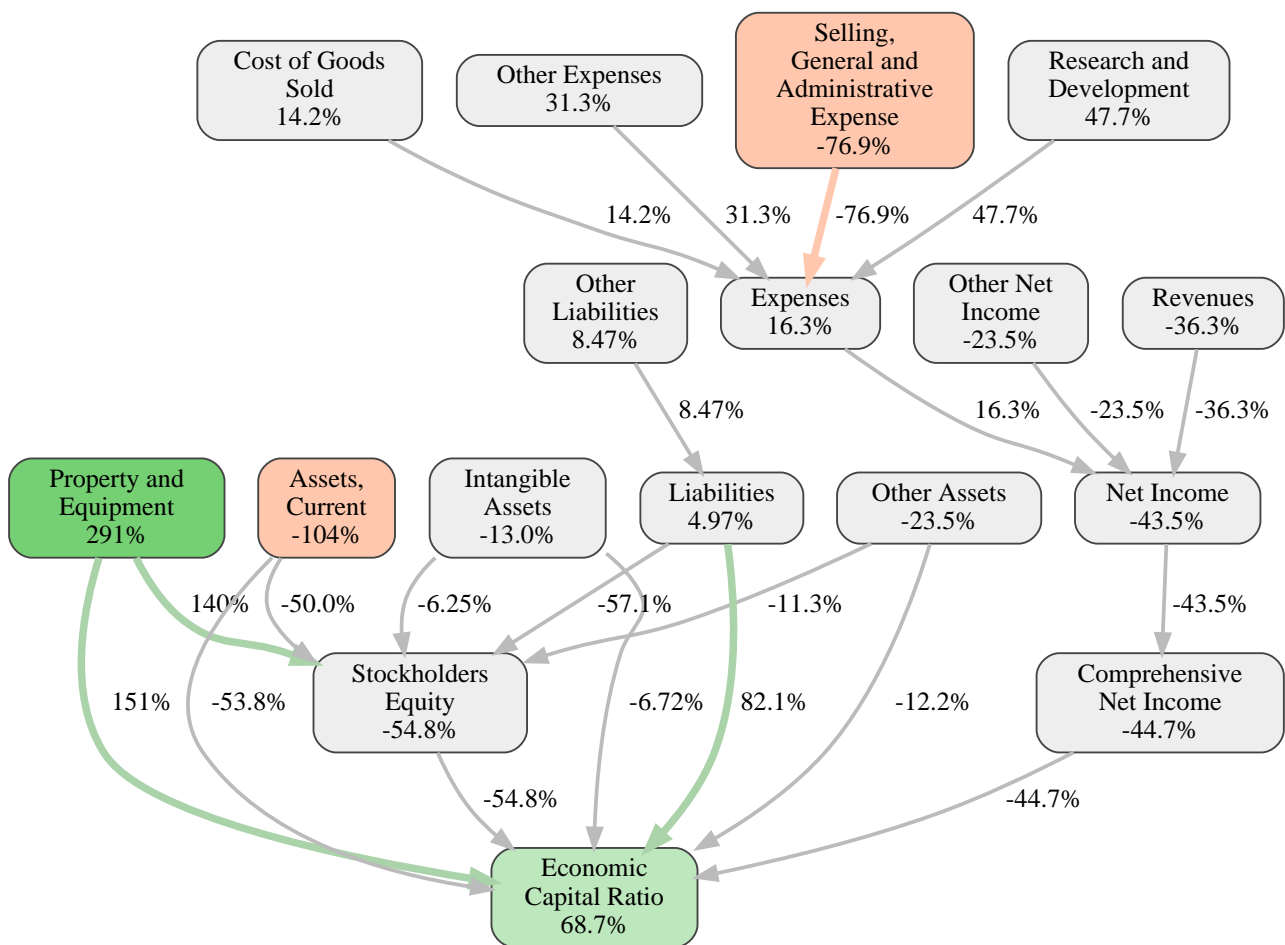 Cost of Goods
Sold
14.2%
Other Expenses
31.3%
Selling,
General and
Administrative
Expense
-76.9%
Research and
Development
47.7%
14.2%
31.3%
-76.9%
47.7%
Other
Liabilities
8.47%
Expenses
16.3%
Other Net
Income
-23.5%
Revenues
-36.3%
8.47%
16.3%
-23.5%
-36.3%
Property and
Equipment
291%
Assets,
Current
-104%
Intangible
Assets
-13.0%
Liabilities
4.97%
Other Assets
-23.5%
Net Income
-43.5%
140%
-50.0%
-6.25%
-57.1%
-11.3%
-43.5%
Stockholders
Equity
-54.8%
Comprehensive
Net Income
-44.7%
151%
-53.8%
-6.72%
82.1%
-12.2%
-54.8%
-44.7%
Economic
Capital Ratio
68.7%